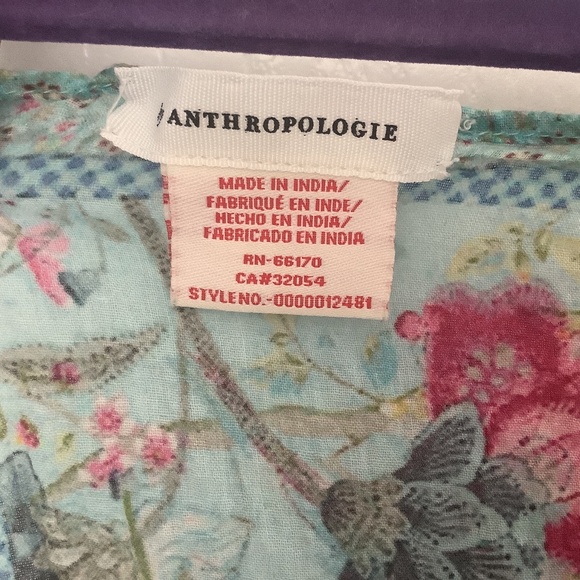 ANTHROPOLOGIE
MADE IN INDIA/
FABRIQUÉ EN INDE/
HECHO EN INDIA/
FABRICADO EN INDIA
RN-66170
CA#32054
STYLE NO.-0000012481